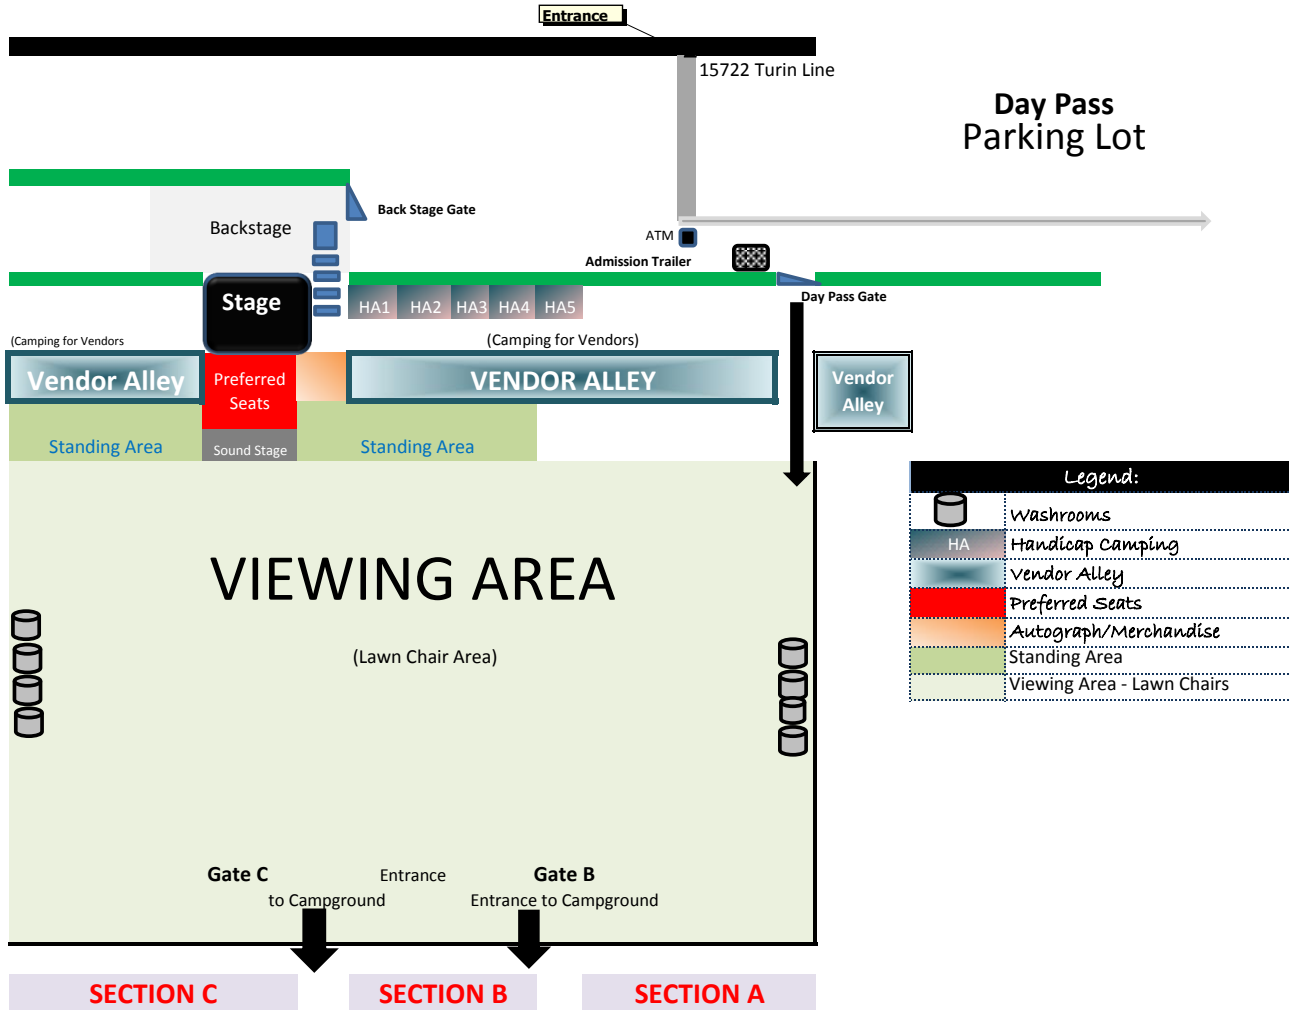 Entrance
15722 Turin Line
Day Pass
Parking Lot
Back Stage Gate
Backstage
ATM
Admission Trailer
Stage
HA1
HA2
HA3
HA4
HA5
Day Pass Gate
(Camping for Vendors
(Camping for Vendors)
Vendor Alley
Preferred
Seats
VENDOR ALLEY
Vendor
Alley
Standing Area
Sound Stage
Standing Area
Legend:
Washrooms
HA
Handicap Camping
Vendor Alley
Preferred Seats
Autograph/Merchandise
Standing Area
Viewing Area - Lawn Chairs
VIEWING AREA
(Lawn Chair Area)
Gate C
Entrance
Gate B
to Campground
Entrance to Campground
SECTION C
SECTION B
SECTION A